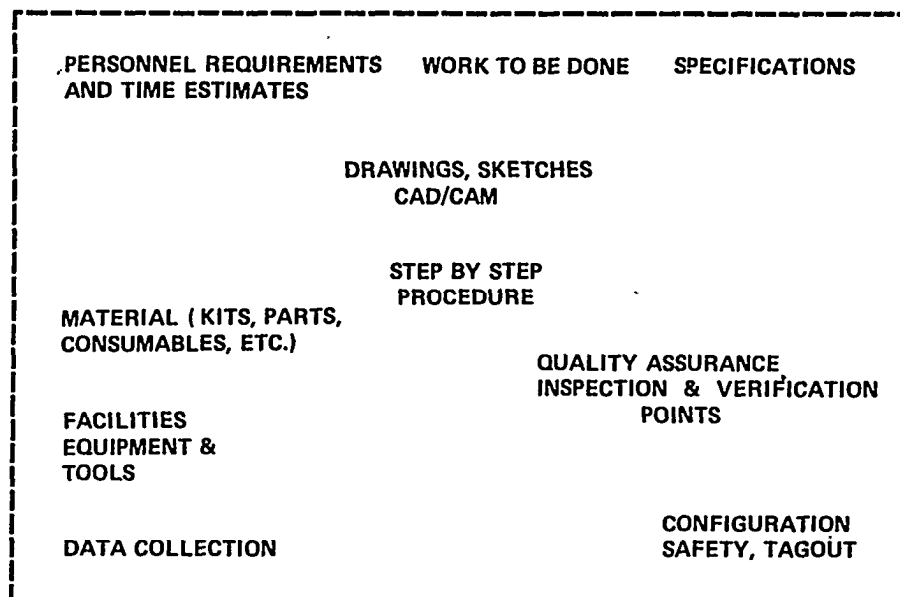 PERSONNEL REQUIREMENTS WORK TO BE DONE SPECIFICATIONS
AND TIME ESTIMATES
DRAWINGS, SKETCHES
CAD/CAM
STEP BY STEP
PROCEDURE
MATERIAL (KITS, PARTS,
CONSUMABLES, ETC.)
QUALITY ASSURANCE
INSPECTION & VERIFICATION
POINTS
FACILITIES
EQUIPMENT &
TOOLS
CONFIGURATION
DATA COLLECTION SAFETY, TAGOUT